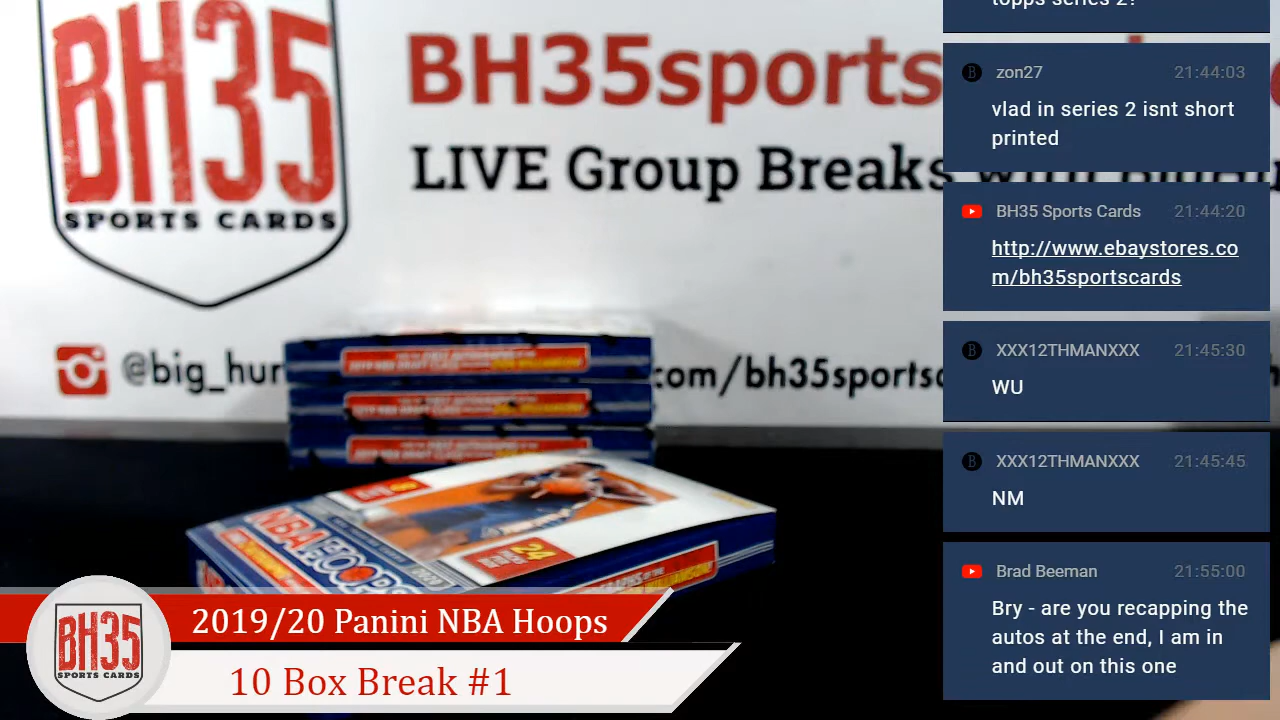 BH35
SPORTS CARDS
BH35sports
LIVE Group Breaks with
@big_hur
.com/bh35sportsc
NBA HOOPS
24
topps series 2?
zon27 21:44:03
vlad in series 2 isnt short
printed
BH35 Sports Cards 21:44:20
http://www.ebaystores.co
m/bh35sportscards
XXX12THMANXXX 21:45:30
WU
XXX12THMANXXX 21:45:45
NM
Brad Beeman 21:55:00
Bry - are you recapping the
autos at the end, I am in
and out on this one
BH35
SPORTS CARDS
2019/20 Panini NBA Hoops
10 Box Break #1